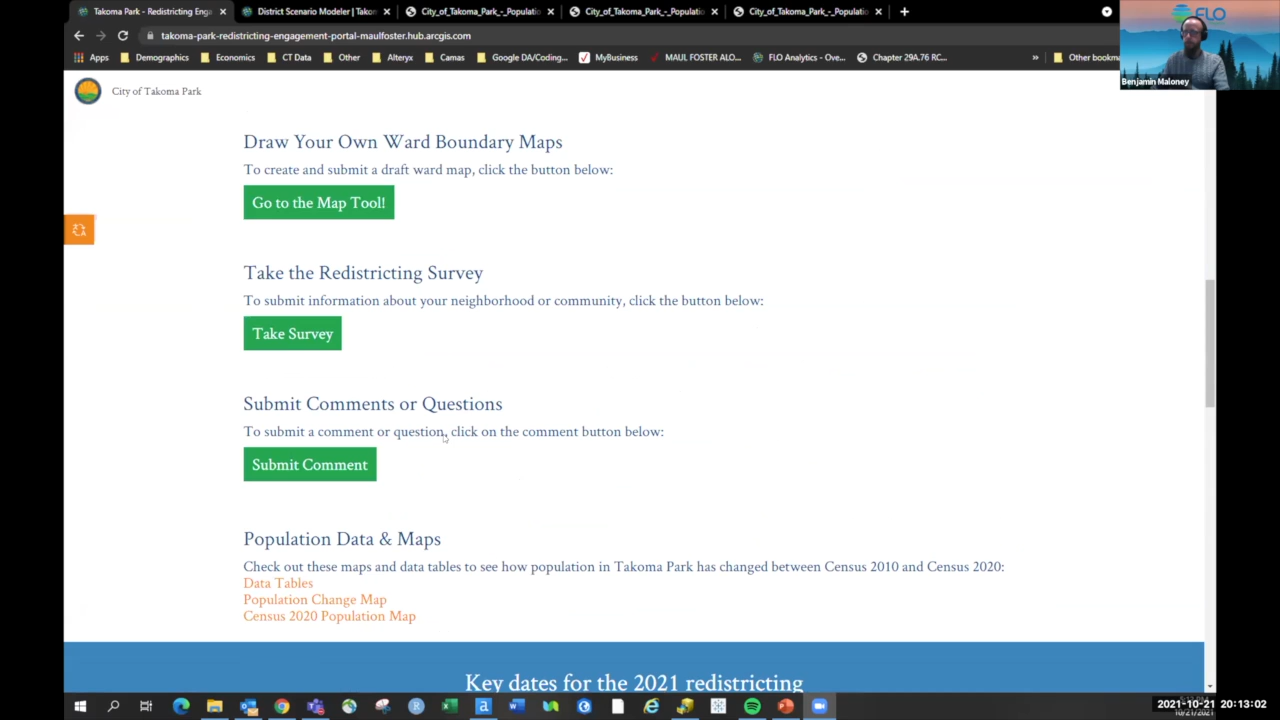 Takoma Park - Redistricting Eng
District Scenario Modeler | Takon
City_of_Takoma_Park_-_Populatio
City_of_Takoma_Park_-_Populatio
City_of_Takoma_Park_-_Populatio
takoma-park-redistricting-engagement-portal-maulfoster.hub.arcgis.com
Apps
Demographics
Economics
CT Data
Other
Alteryx
Camas
Google DA/Coding...
MyBusiness
MAUL FOSTER ALO...
FLO Analytics - Ove...
Chapter 29A.76 RC...
Other bookma
FLO
Benjamin Maloney
City of Takoma Park
Draw Your Own Ward Boundary Maps
To create and submit a draft ward map, click the button below:
Go to the Map Tool!
Take the Redistricting Survey
To submit information about your neighborhood or community, click the button below:
Take Survey
Submit Comments or Questions
To submit a comment or question, click on the comment button below:
Submit Comment
Population Data & Maps
Check out these maps and data tables to see how population in Takoma Park has changed between Census 2010 and Census 2020:
Data Tables
Population Change Map
Census 2020 Population Map
Key dates for the 2021 redistricting
2021-10-21 20:13:02